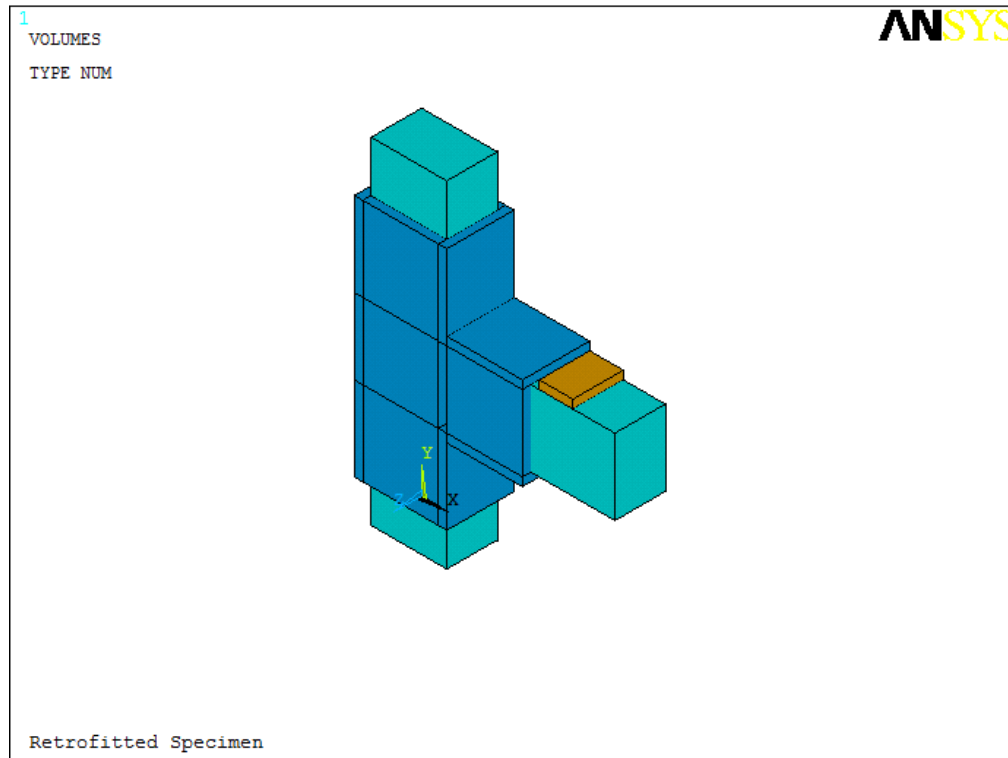 1
VOLUMES
TYPE NUM
ANSYS
Y
Z
X
Retrofitted Specimen